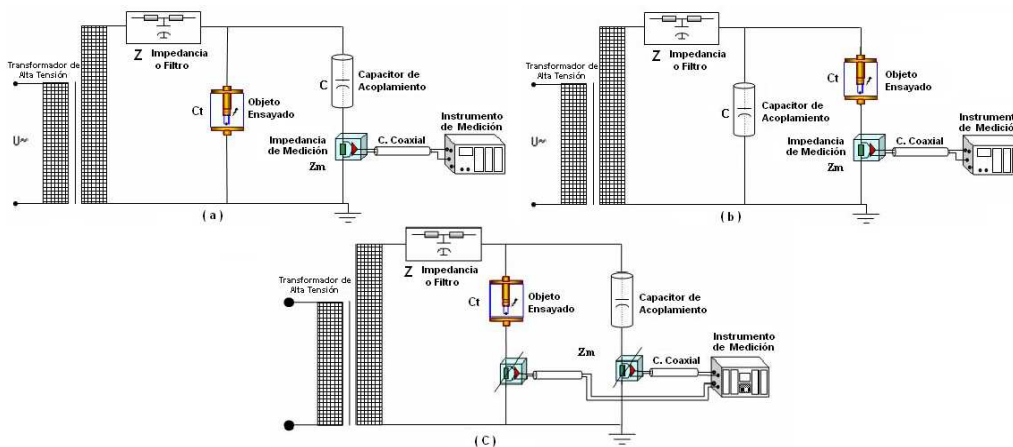 Transformador de
Alta Tensión
U~
Z Impedancia
o Filtro
Ct
Objeto
Ensayado
C
Capacitor de
Acoplamiento
Impedancia
de Medición
Zm
C. Coaxial
Instrumento
de Medición
( a )
Transformador de
Alta Tensión
U~
Z Impedancia
o Filtro
C
Capacitor de
Acoplamiento
Ct
Objeto
Ensayado
Impedancia
de Medición
Zm
C. Coaxial
Instrumento
de Medición
( b )
Transformador de
Alta Tensión
Z Impedancia
o Filtro
Ct
Objeto
Ensayado
Capacitor de
Acoplamiento
Zm
C. Coaxial
Instrumento
de Medición
( C )